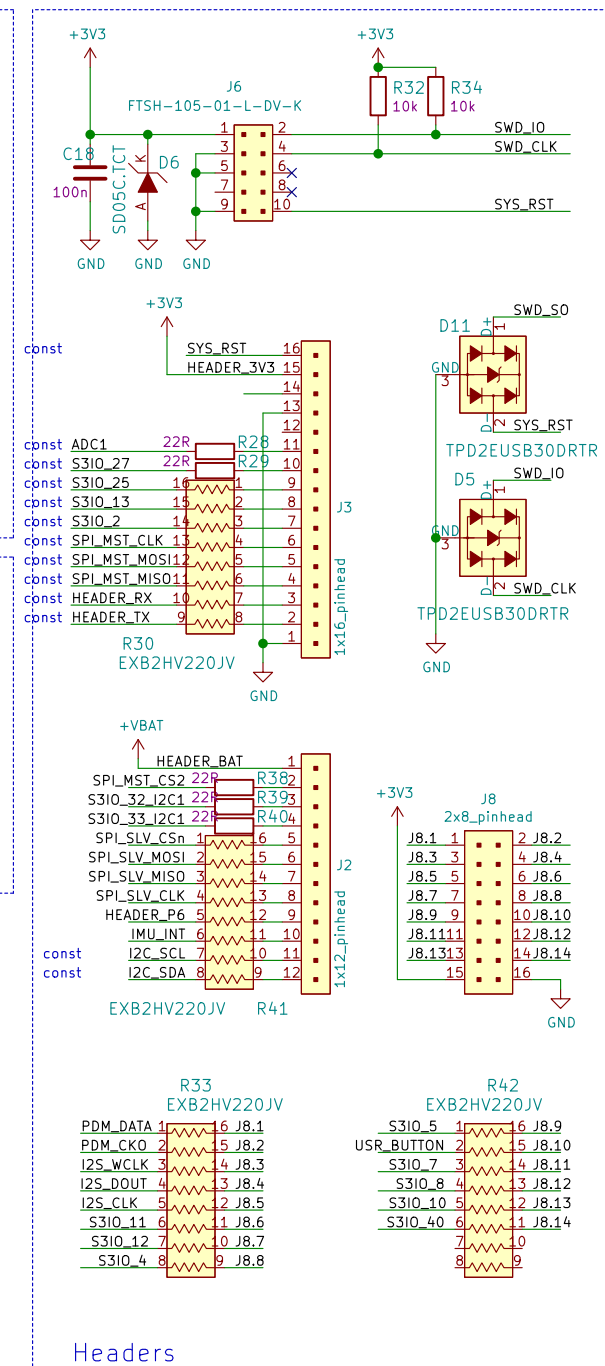 +3V3 +3V3
J6
FTSH-105-01-L-DV-K
R32 10k R34 10k
C18 100n
SD05C.TCT K D6 A
1 2 SWD_IO
3 4 SWD_CLK
5 6
7 8
9 10 SYS_RST
GND GND GND
+3V3
const SYS_RST 16
HEADER_3V3 15
14
13
12
const ADC1 22R R28 11
const S3IO_27 22R R29 10
const S3IO_25 16 1 9
const S3IO_13 15 2 8
const S3IO_2 14 3 7
const SPI_MST_CLK 13 4 6
const SPI_MST_MOSI 12 5 5
const SPI_MST_MISO 11 6 4
const HEADER_RX 10 7 3
const HEADER_TX 9 8 2
1
J3
1x16_pinhead
R30
EXB2HV220JV
GND
SWD_SO
D11 D+ 1
GND 3
D- 2 SYS_RST
TPD2EUSB30DRTR
D5 D+ 1 SWD_IO
GND 3
D- 2 SWD_CLK
TPD2EUSB30DRTR
GND
+VBAT
HEADER_BAT 1
SPI_MST_CS2 22R R38 2
S3IO_32_I2C1 22R R39 3
S3IO_33_I2C1 22R R40 4
SPI_SLV_CSn 1 16 5
SPI_SLV_MOSI 2 15 6
SPI_SLV_MISO 3 14 7
SPI_SLV_CLK 4 13 8
HEADER_P6 5 12 9
IMU_INT 6 11 10
const I2C_SCL 7 10 11
const I2C_SDA 8 9 12
J2
1x12_pinhead
EXB2HV220JV R41
+3V3
J8
2x8_pinhead
J8.1 1 2 J8.2
J8.3 3 4 J8.4
J8.5 5 6 J8.6
J8.7 7 8 J8.8
J8.9 9 10 J8.10
J8.11 11 12 J8.12
J8.13 13 14 J8.14
15 16
GND
R33
EXB2HV220JV
PDM_DATA 1 16 J8.1
PDM_CKO 2 15 J8.2
I2S_WCLK 3 14 J8.3
I2S_DOUT 4 13 J8.4
I2S_CLK 5 12 J8.5
S3IO_11 6 11 J8.6
S3IO_12 7 10 J8.7
S3IO_4 8 9 J8.8
R42
EXB2HV220JV
S3IO_5 1 16 J8.9
USR_BUTTON 2 15 J8.10
S3IO_7 3 14 J8.11
S3IO_8 4 13 J8.12
S3IO_10 5 12 J8.13
S3IO_40 6 11 J8.14
7 10
8 9
Headers